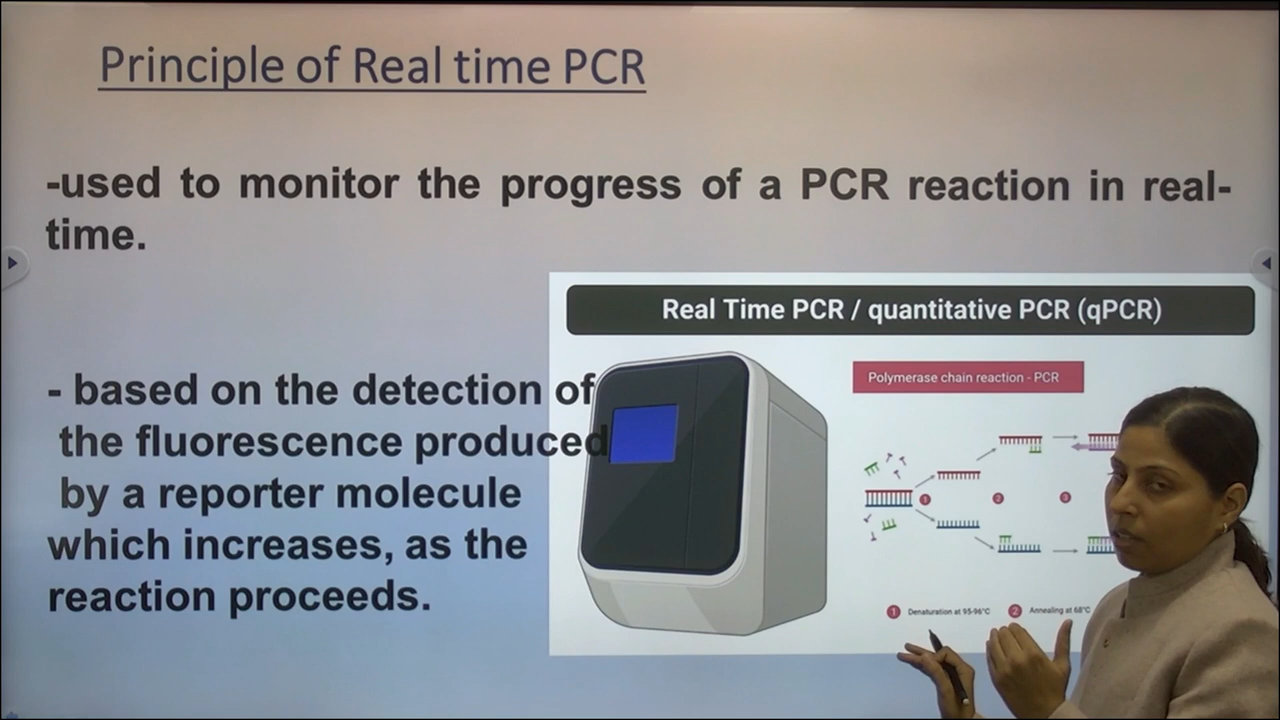 Principle of Real time PCR
-used to monitor the progress of a PCR reaction in real-
time.
- based on the detection of
the fluorescence produced
by a reporter molecule
which increases, as the
reaction proceeds.
Real Time PCR / quantitative PCR (qPCR)
Polymerase chain reaction - PCR
1
2
3
1 Denaturation at 95-96°C
2 Annealing at 68°C